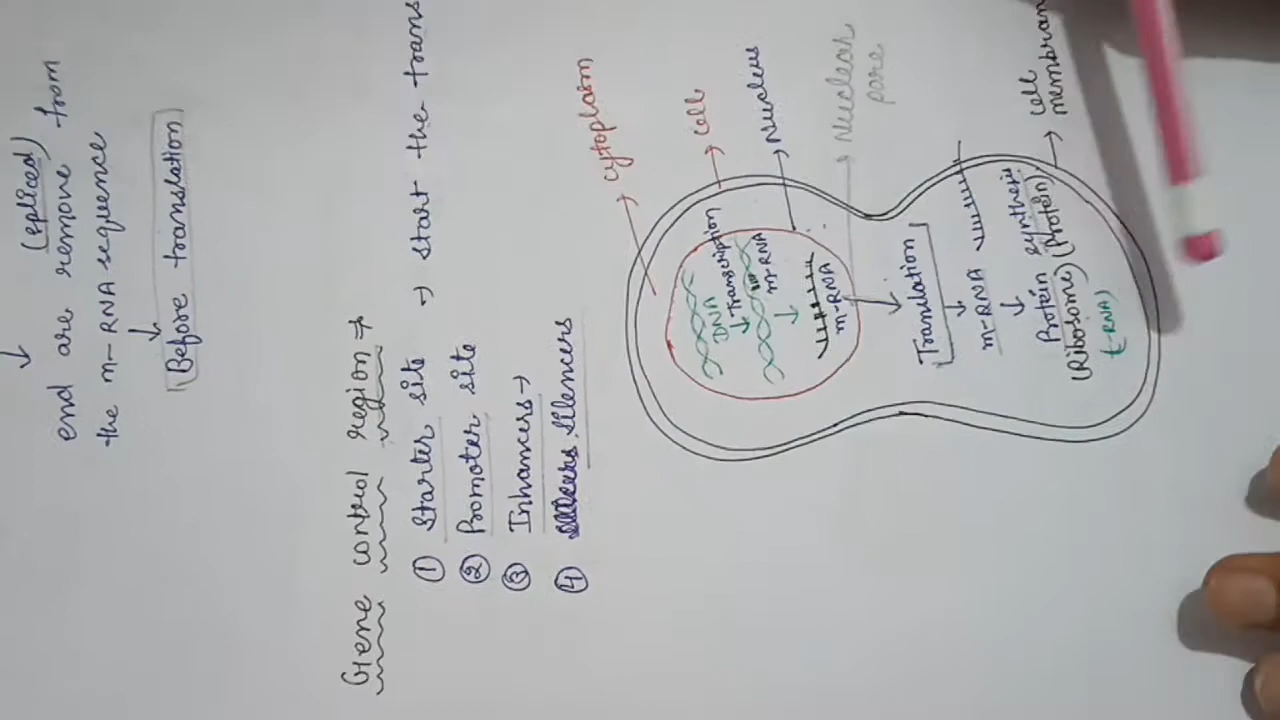 (spliced)
end are remove from
the m-RNA sequence
Before translation
Gene control region ⇒
① Starter site → start the trans
② Promoter site
③ Inhancers →
④ Silencers
→ cytoplasm
→ cell
→ Nucleus
→ Nuclear
pore
→ cell
membran
DNA
↓ Transcription
m-RNA
↓
m-RNA
Translation
↓
m-RNA
↓
Protein synthesis
(Ribosome) (Protein)
t-RNA)